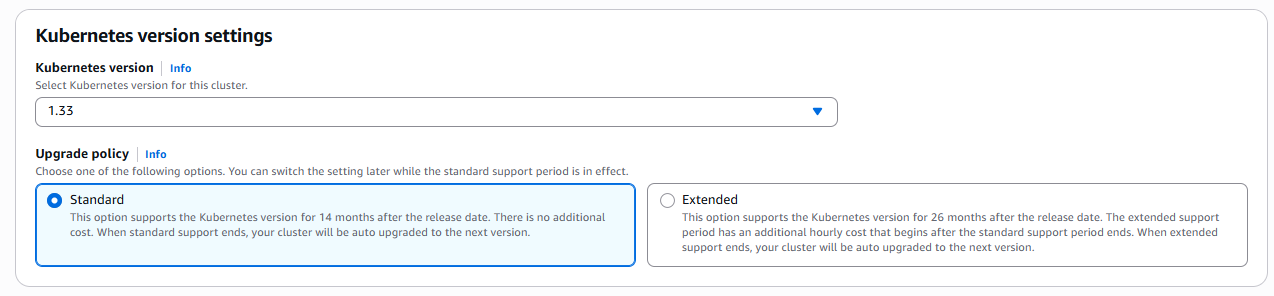 Kubernetes version settings
Kubernetes version Info
Select Kubernetes version for this cluster.
1.33
Upgrade policy Info
Choose one of the following options. You can switch the setting later while the standard support period is in effect.
Standard
This option supports the Kubernetes version for 14 months after the release date. There is no additional
cost. When standard support ends, your cluster will be auto upgraded to the next version.
Extended
This option supports the Kubernetes version for 26 months after the release date. The extended support
period has an additional hourly cost that begins after the standard support period ends. When extended
support ends, your cluster will be auto upgraded to the next version.